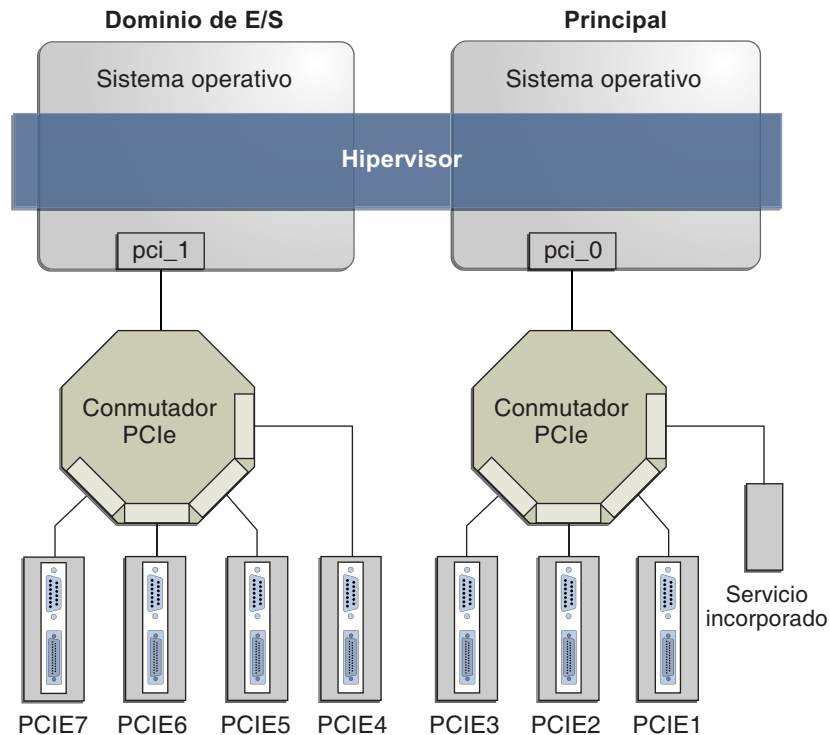 Dominio de E/S
Principal
Sistema operativo
Sistema operativo
Hipervisor
pci_1
pci_0
Conmutador
PCIe
Conmutador
PCIe
Servicio
incorporado
PCIE7
PCIE6
PCIE5
PCIE4
PCIE3
PCIE2
PCIE1